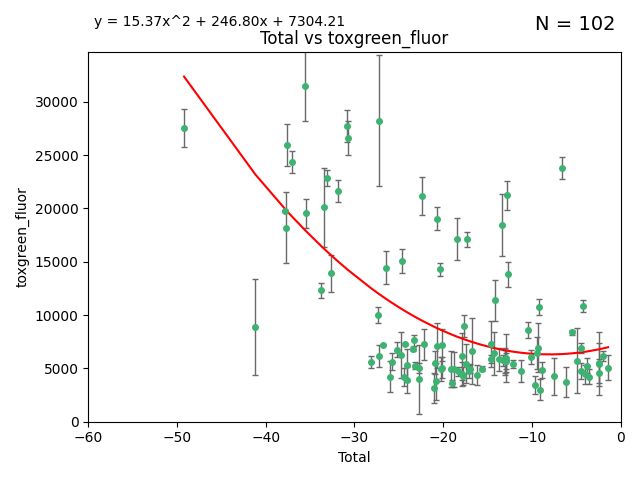 y = 15.37x^2 + 246.80x + 7304.21
N = 102
Total vs toxgreen_fluor
30000
25000
20000
15000
10000
5000
0
toxgreen_fluor
−60
−50
−40
−30
−20
−10
0
Total